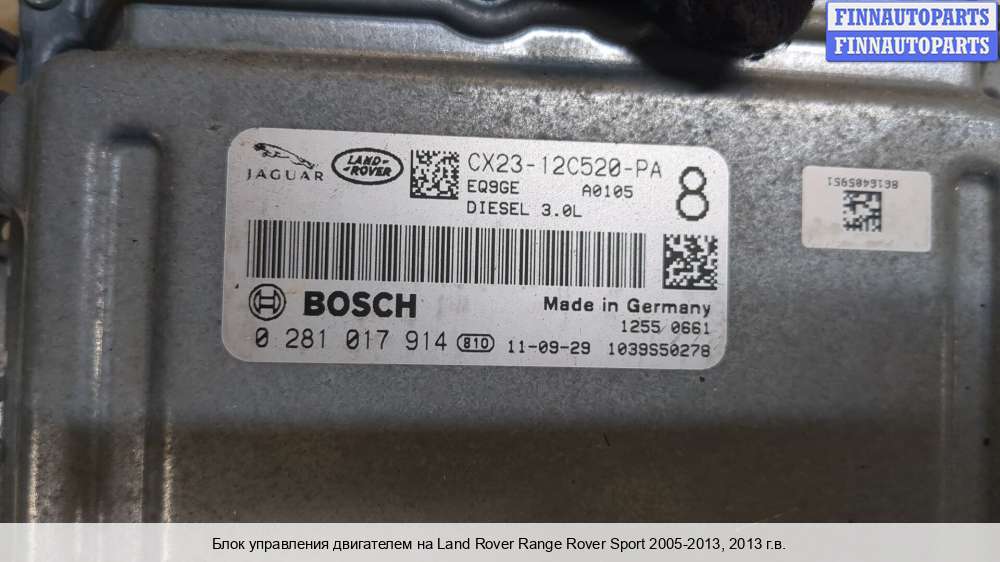 FINNAUTOPARTS
FINNAUTOPARTS
JAGUAR
LAND-
ROVER
CX23-12C520-PA
EQ9GE A0105
DIESEL 3.0L
8
8616485951
BOSCH
Made in Germany
1255 0661
0 281 017 914 810 11-09-29 1039S50278
Блок управления двигателем на Land Rover Range Rover Sport 2005-2013, 2013 г.в.